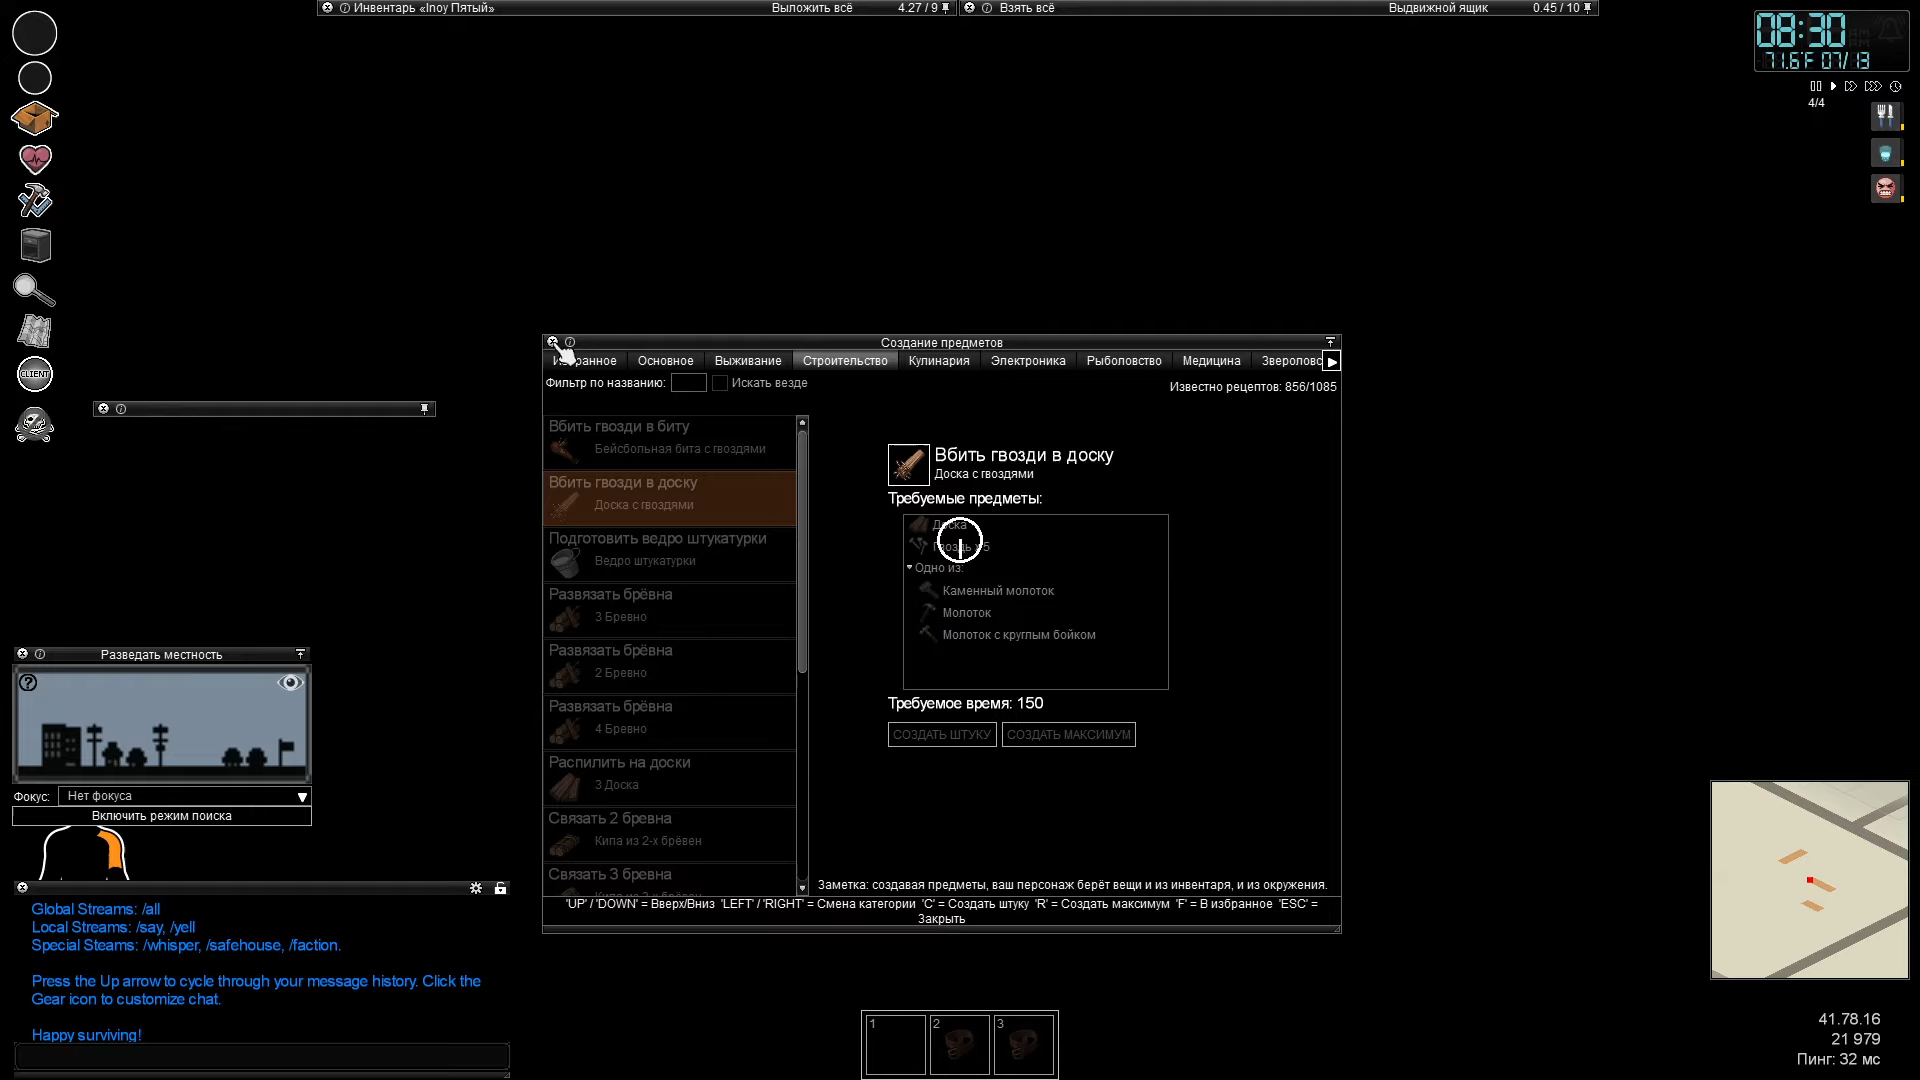 Инвентарь «Inoy Пятый»
Выложить всё
4.27 / 9
Взять всё
Выдвижной ящик
0.45 / 10
08:30
71.6°F 07/13
4/4
CLIENT
Создание предметов
Основное
Выживание
Строительство
Кулинария
Электроника
Рыболовство
Медицина
Зверолов
Фильтр по названию:
Искать везде
Известно рецептов: 856/1085
Вбить гвозди в биту
Бейсбольная бита с гвоздями
Вбить гвозди в доску
Доска с гвоздями
Подготовить ведро штукатурки
Ведро штукатурки
Развязать брёвна
3 Бревно
Развязать брёвна
2 Бревно
Развязать брёвна
4 Бревно
Распилить на доски
3 Доска
Связать 2 бревна
Кипа из 2-х брёвен
Связать 3 бревна
Вбить гвозди в доску
Доска с гвоздями
Требуемые предметы:
Доска
Гвоздь x 5
Одно из:
Каменный молоток
Молоток
Молоток с круглым бойком
Требуемое время: 150
СОЗДАТЬ ШТУКУ
СОЗДАТЬ МАКСИМУМ
Заметка: создавая предметы, ваш персонаж берёт вещи и из инвентаря, и из окружения.
'UP' / 'DOWN' = Вверх/Вниз 'LEFT' / 'RIGHT' = Смена категории 'C' = Создать штуку 'R' = Создать максимум 'F' = В избранное 'ESC' =
Закрыть
Разведать местность
Фокус:
Нет фокуса
Включить режим поиска
Global Streams: /all
Local Streams: /say, /yell
Special Steams: /whisper, /safehouse, /faction.
Press the Up arrow to cycle through your message history. Click the
Gear icon to customize chat.
Happy surviving!
1
2
3
41.78.16
21 979
Пинг: 32 мс